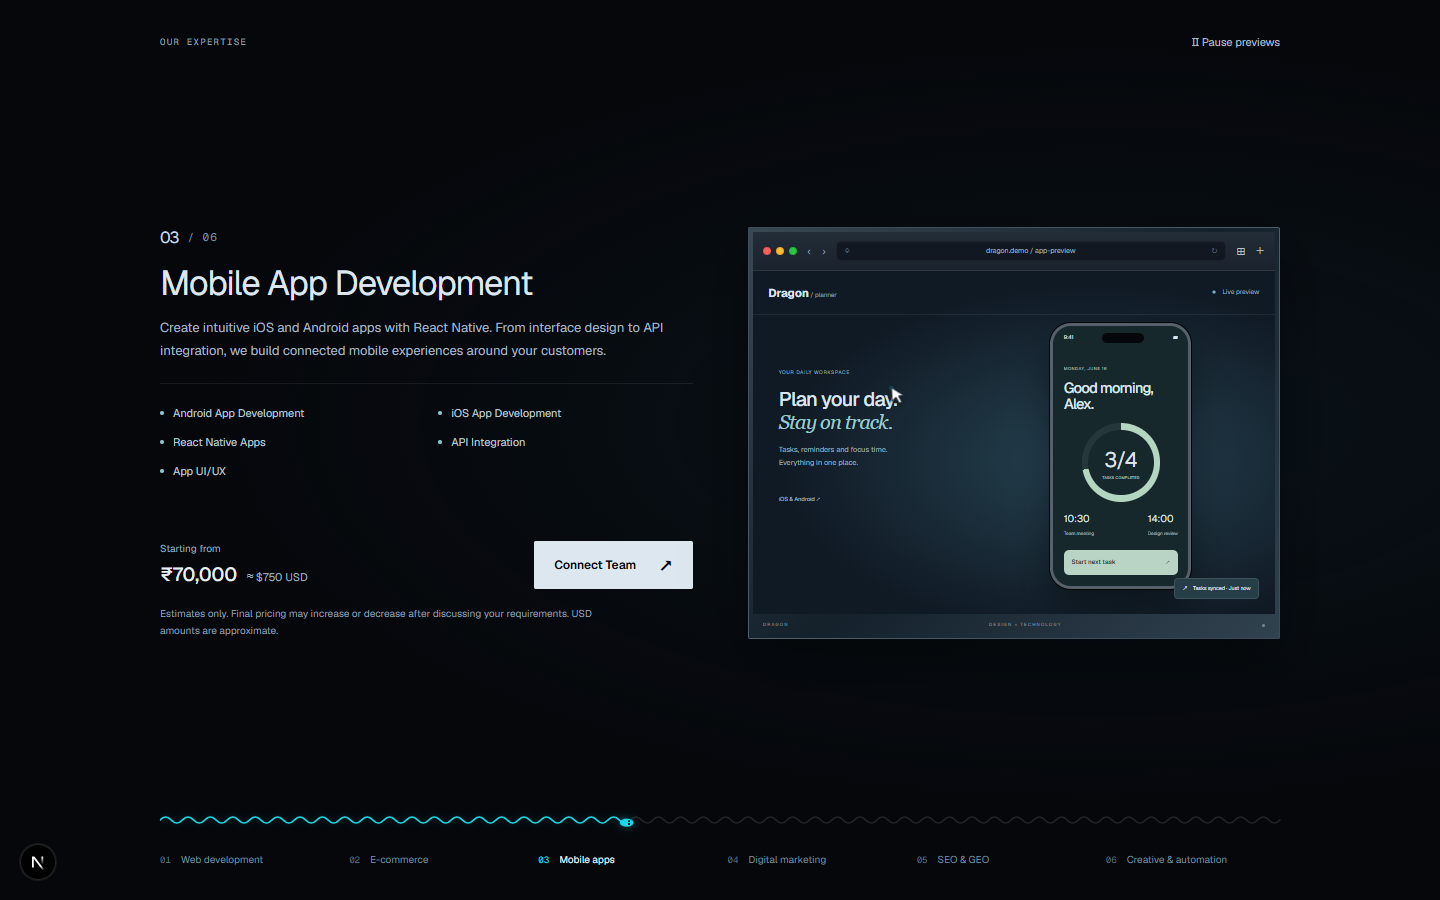 OUR EXPERTISE
Pause previews
03 / 06
Mobile App Development
Create intuitive iOS and Android apps with React Native. From interface design to API
integration, we build connected mobile experiences around your customers.
Android App Development
iOS App Development
React Native Apps
API Integration
App UI/UX
Starting from
₹70,000 ≈ $750 USD
Connect Team ↗
Estimates only. Final pricing may increase or decrease after discussing your requirements. USD
amounts are approximate.
dragon.demo / app-preview
Dragon / planner
Live preview
YOUR DAILY WORKSPACE
Plan your day.
Stay on track.
Tasks, reminders and focus time.
Everything in one place.
iOS & Android ↗
9:41
MONDAY, JUNE 16
Good morning,
Alex.
3/4
TASKS COMPLETED
10:30
Team meeting
14:00
Design review
Start next task ↗
↗ Tasks synced · Just now
DRAGON
DESIGN + TECHNOLOGY
01 Web development
02 E-commerce
03 Mobile apps
04 Digital marketing
05 SEO & GEO
06 Creative & automation
N